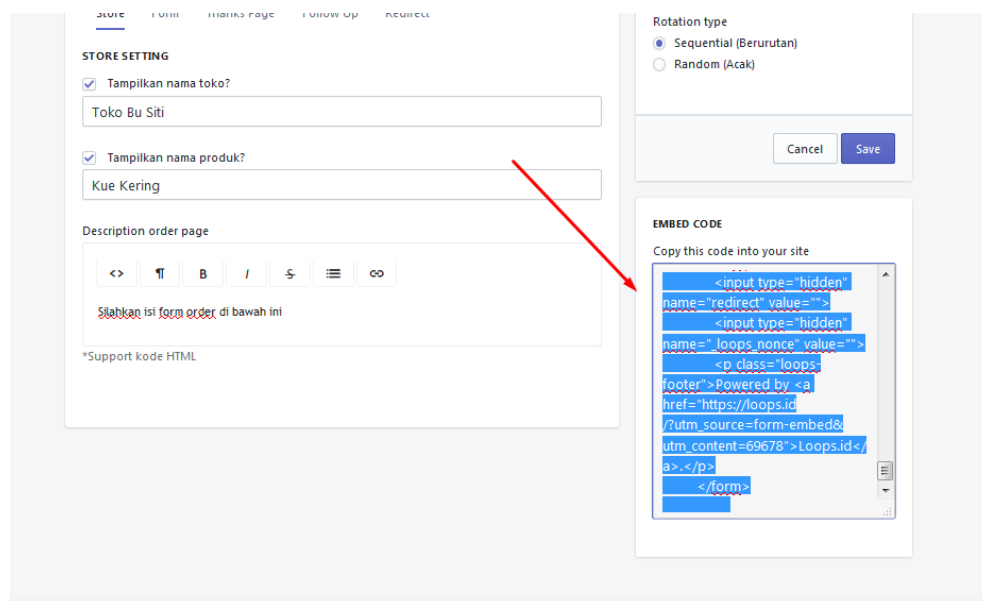 Store Form Thanks Page Follow Up Redirect
STORE SETTING
Tampilkan nama toko?
Toko Bu Siti
Tampilkan nama produk?
Kue Kering
Description order page
<> ¶ B I S
Silahkan isi form order di bawah ini
*Support kode HTML
Rotation type
Sequential (Berurutan)
Random (Acak)
Cancel Save
EMBED CODE
Copy this code into your site
<input type="hidden"
name="redirect" value="">
<input type="hidden"
name="_loops_nonce" value="">
<p class="loops-
footer">Powered by <a
href="https://loops.id
/?utm_source=form-embed&
utm_content=69678">Loops.id</
a>.</p>
</form>